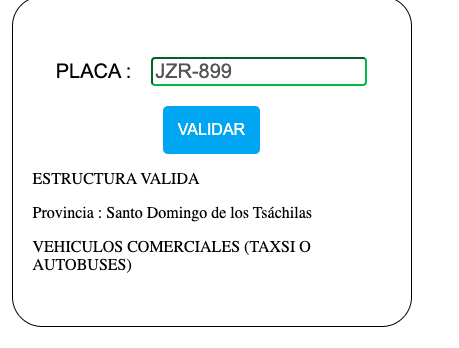 PLACA : JZR-899
VALIDAR
ESTRUCTURA VALIDA
Provincia : Santo Domingo de los Tsáchilas
VEHICULOS COMERCIALES (TAXSI O
AUTOBUSES)